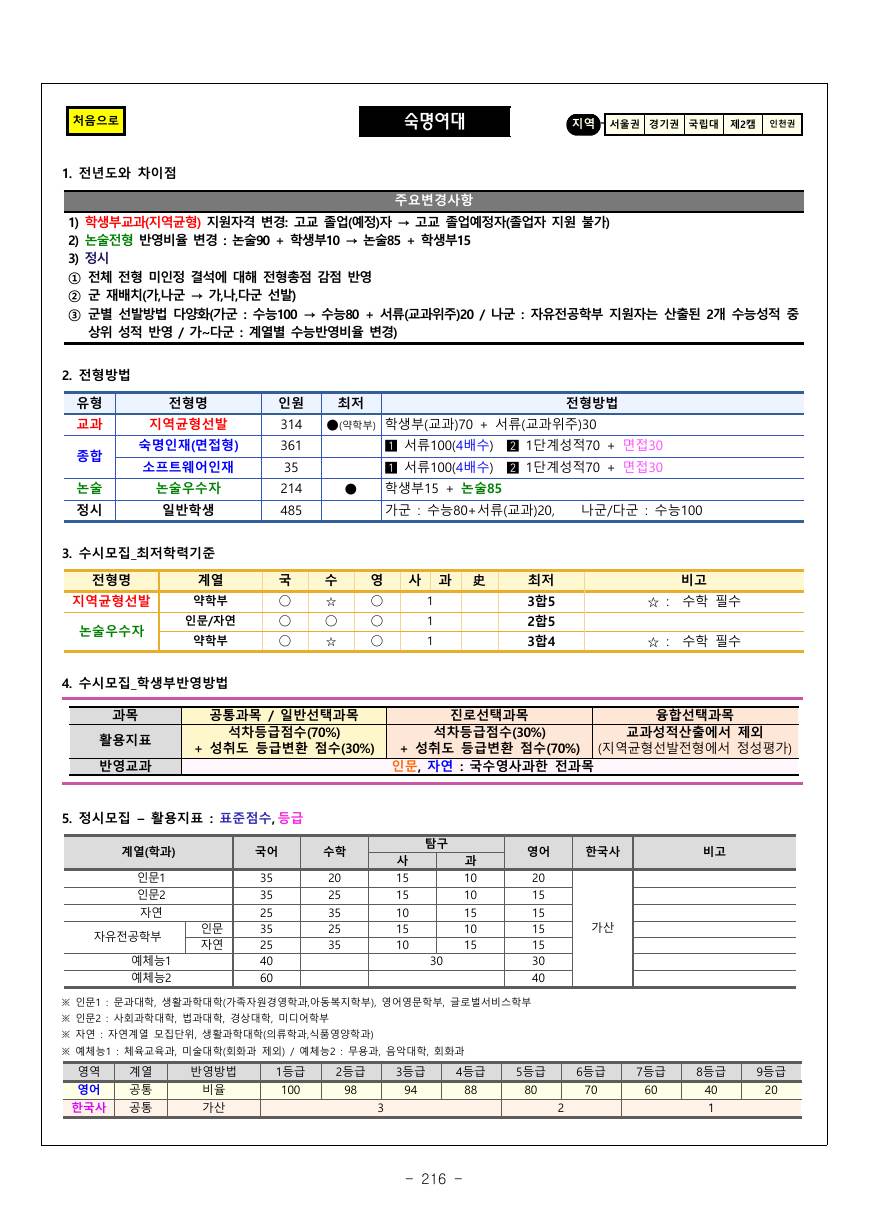 처음으로
숙명여대
지역 서울권 경기권 국립대 제2캠 인천권
1. 전년도와 차이점
주요변경사항
1) 학생부교과(지역균형) 지원자격 변경: 고교 졸업(예정)자 → 고교 졸업예정자(졸업자 지원 불가)
2) 논술전형 반영비율 변경 : 논술90 + 학생부10 → 논술85 + 학생부15
3) 정시
① 전체 전형 미인정 결석에 대해 전형총점 감점 반영
② 군 재배치(가,나군 → 가,나,다군 선발)
③ 군별 선발방법 다양화(가군 : 수능100 → 수능80 + 서류(교과위주)20 / 나군 : 자유전공학부 지원자는 산출된 2개 수능성적 중
상위 성적 반영 / 가~다군 : 계열별 수능반영비율 변경)
2. 전형방법
유형 전형명 인원 최저 전형방법
교과 지역균형선발 314 ●(약학부) 학생부(교과)70 + 서류(교과위주)30
종합 숙명인재(면접형) 361 1 서류100(4배수) 2 1단계성적70 + 면접30
소프트웨어인재 35 1 서류100(4배수) 2 1단계성적70 + 면접30
논술 논술우수자 214 ● 학생부15 + 논술85
정시 일반학생 485 가군 : 수능80+서류(교과)20, 나군/다군 : 수능100
3. 수시모집_최저학력기준
전형명 계열 국 수 영 사 과 史 최저 비고
지역균형선발 약학부 ○ ☆ ○ 1 3합5 ☆ : 수학 필수
논술우수자 인문/자연 ○ ○ ○ 1 2합5
약학부 ○ ☆ ○ 1 3합4 ☆ : 수학 필수
4. 수시모집_학생부반영방법
과목 공통과목 / 일반선택과목 진로선택과목 융합선택과목
활용지표 석차등급점수(70%) 석차등급점수(30%) 교과성적산출에서 제외
+ 성취도 등급변환 점수(30%) + 성취도 등급변환 점수(70%) (지역균형선발전형에서 정성평가)
반영교과 인문, 자연 : 국수영사과한 전과목
5. 정시모집 – 활용지표 : 표준점수, 등급
계열(학과) 국어 수학 탐구 영어 한국사 비고
사 과
인문1 35 20 15 10 20
인문2 35 25 15 10 15
자연 25 35 10 15 15
자유전공학부 인문 35 25 15 10 15 가산
자연 25 35 10 15 15
예체능1 40 30 30
예체능2 60 40
※ 인문1 : 문과대학, 생활과학대학(가족자원경영학과,아동복지학부), 영어영문학부, 글로벌서비스학부
※ 인문2 : 사회과학대학, 법과대학, 경상대학, 미디어학부
※ 자연 : 자연계열 모집단위, 생활과학대학(의류학과,식품영양학과)
※ 예체능1 : 체육교육과, 미술대학(회화과 제외) / 예체능2 : 무용과, 음악대학, 회화과
영역 계열 반영방법 1등급 2등급 3등급 4등급 5등급 6등급 7등급 8등급 9등급
영어 공통 비율 100 98 94 88 80 70 60 40 20
한국사 공통 가산 3 2 1
- 216 -